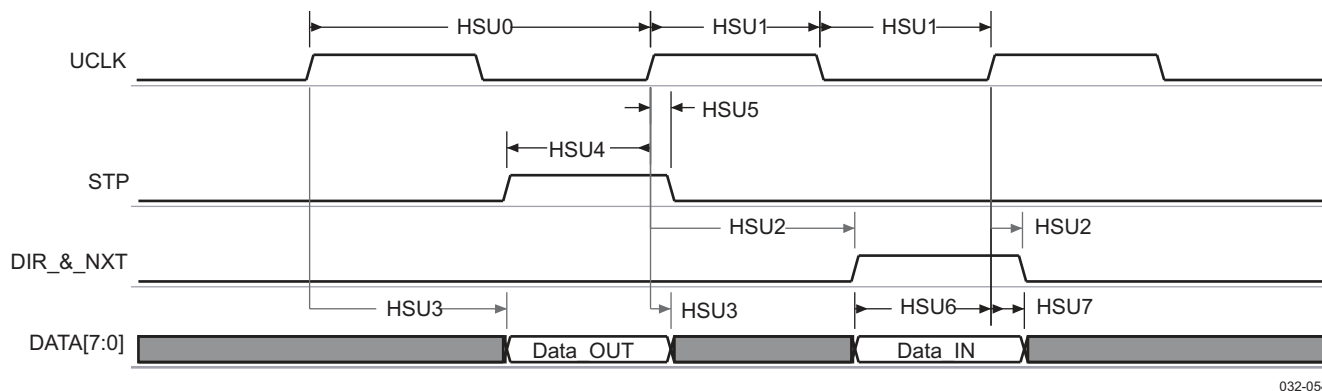 HSU0 HSU1 HSU1
UCLK
HSU5
HSU4
STP
HSU2 HSU2
DIR_&_NXT
HSU3 HSU3 HSU6 HSU7
DATA[7:0] Data_OUT Data_IN